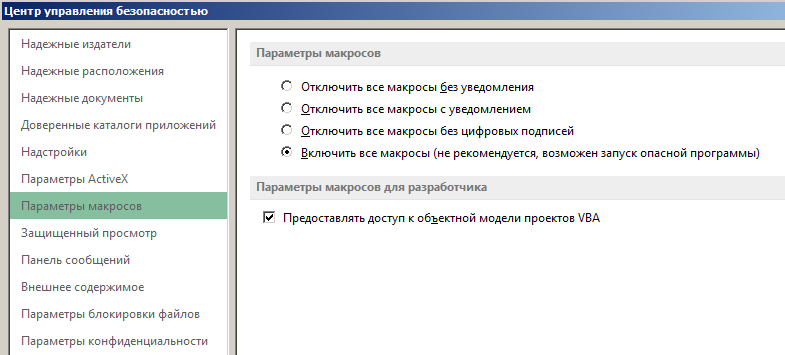 Центр управления безопасностью
Надежные издатели
Надежные расположения
Надежные документы
Доверенные каталоги приложений
Надстройки
Параметры ActiveX
Параметры макросов
Защищенный просмотр
Панель сообщений
Внешнее содержимое
Параметры блокировки файлов
Параметры конфиденциальности
Параметры макросов
Отключить все макросы без уведомления
Отключить все макросы с уведомлением
Отключить все макросы без цифровых подписей
Включить все макросы (не рекомендуется, возможен запуск опасной программы)
Параметры макросов для разработчика
Предоставлять доступ к объектной модели проектов VBA